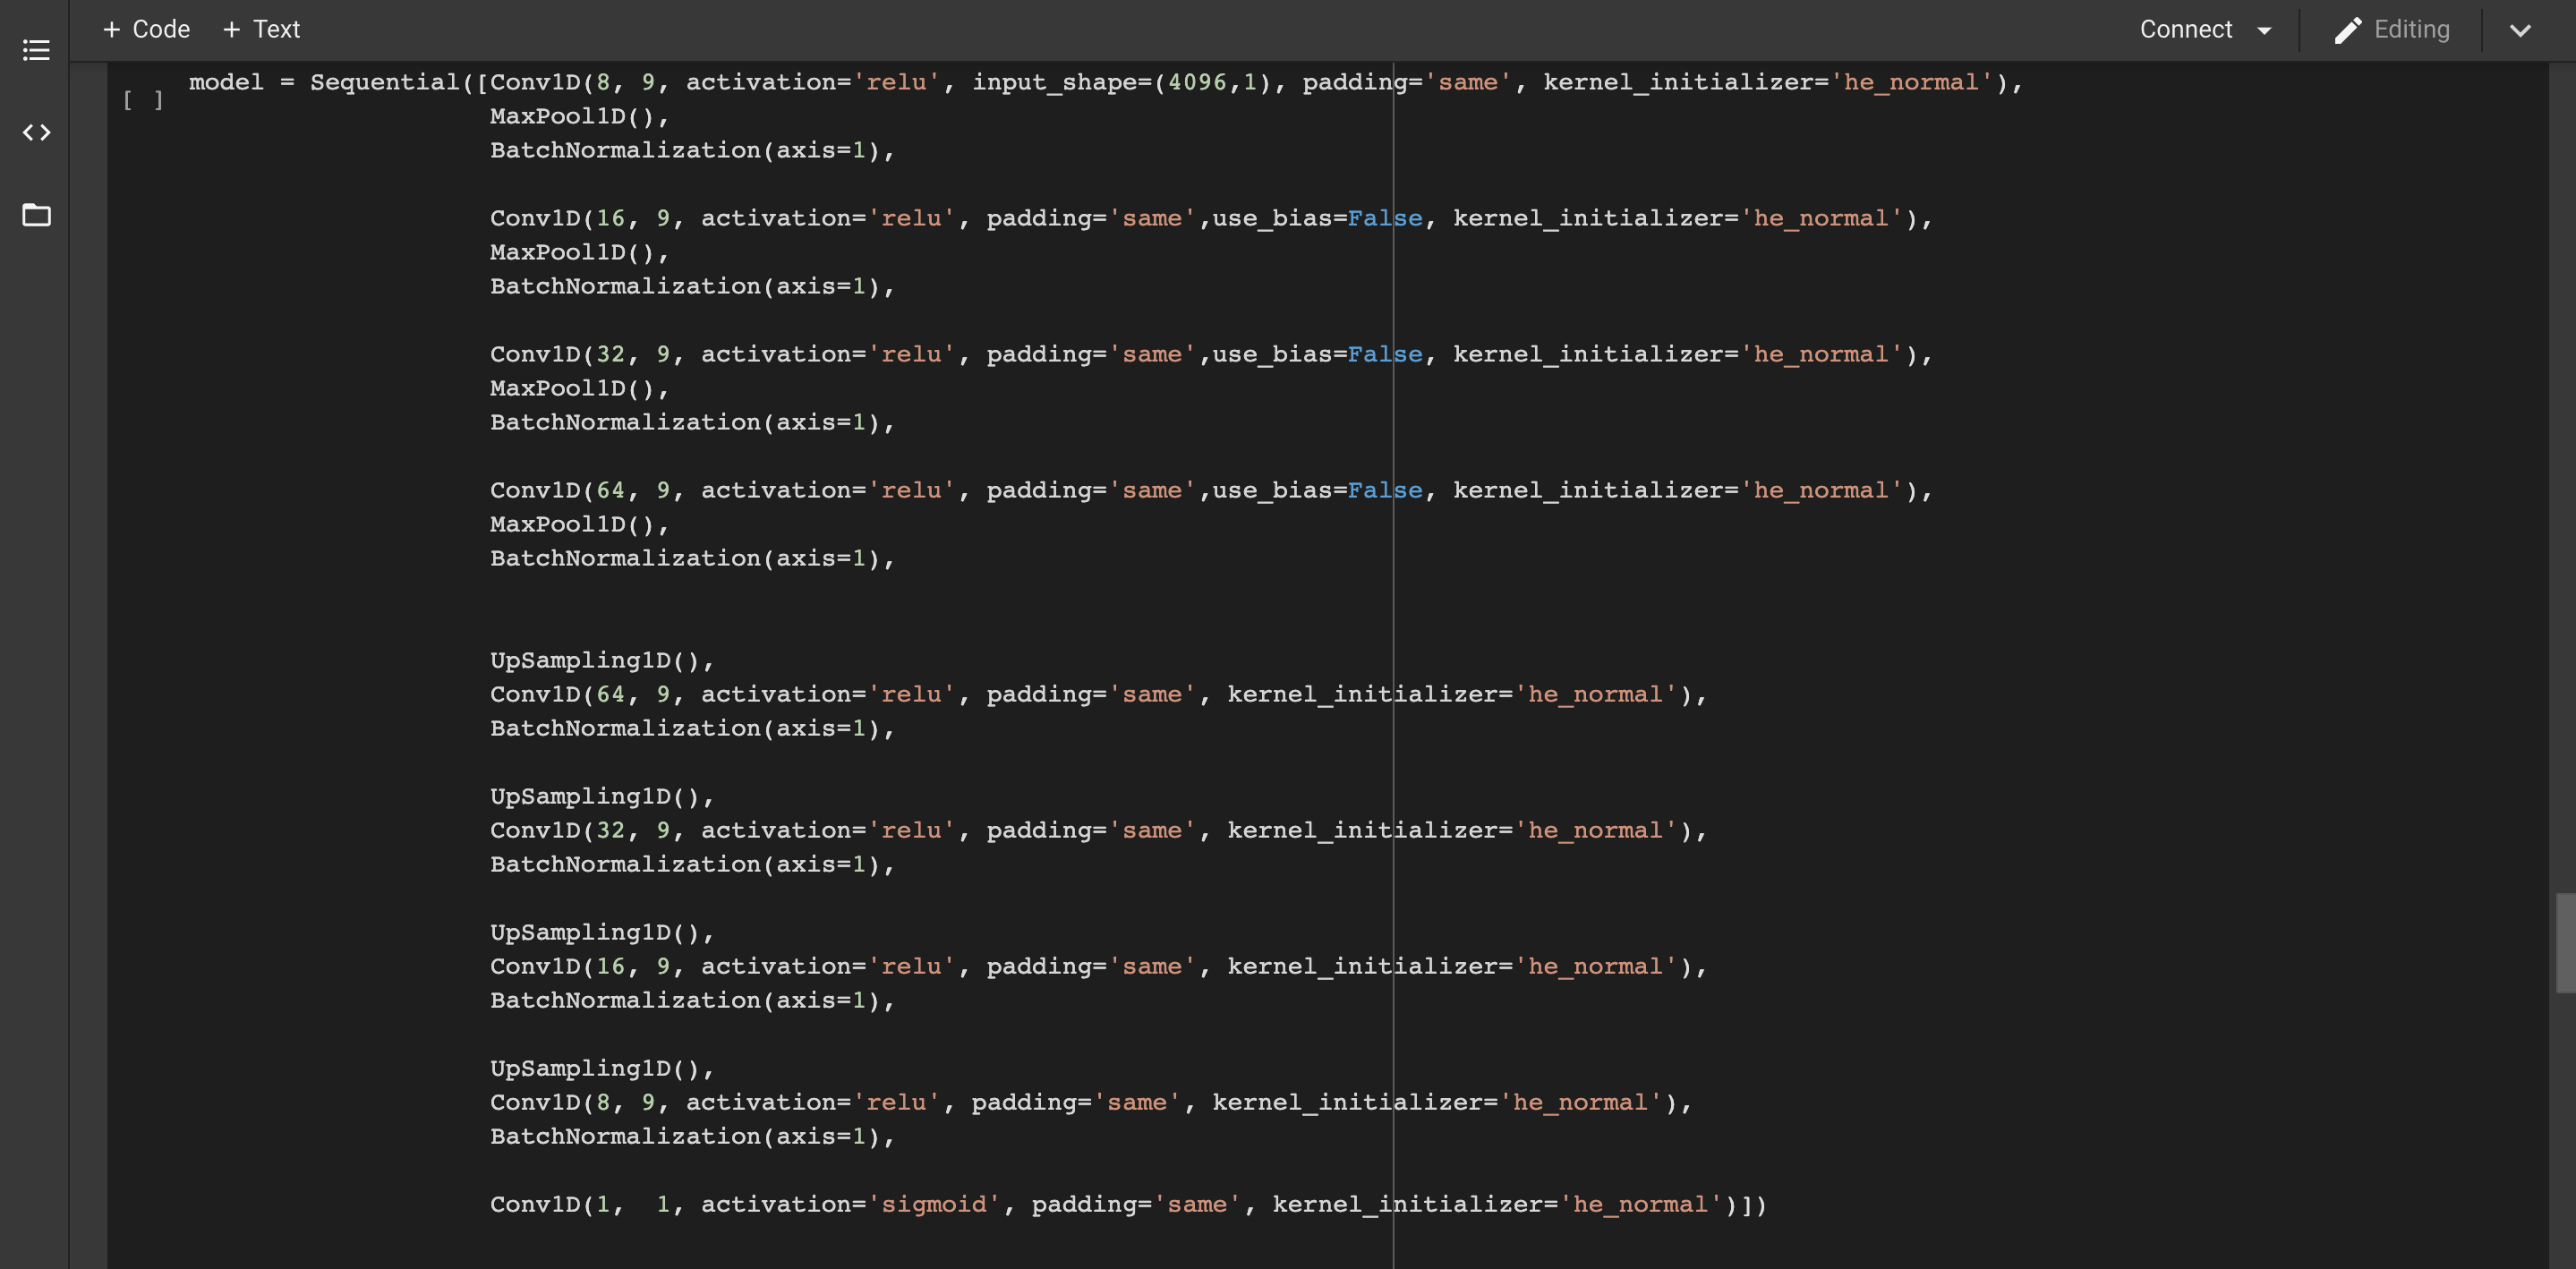 + Code + Text Connect Editing
[ ] model = Sequential([Conv1D(8, 9, activation='relu', input_shape=(4096,1), padding='same', kernel_initializer='he_normal'),
MaxPool1D(),
BatchNormalization(axis=1),
Conv1D(16, 9, activation='relu', padding='same',use_bias=False, kernel_initializer='he_normal'),
MaxPool1D(),
BatchNormalization(axis=1),
Conv1D(32, 9, activation='relu', padding='same',use_bias=False, kernel_initializer='he_normal'),
MaxPool1D(),
BatchNormalization(axis=1),
Conv1D(64, 9, activation='relu', padding='same',use_bias=False, kernel_initializer='he_normal'),
MaxPool1D(),
BatchNormalization(axis=1),
UpSampling1D(),
Conv1D(64, 9, activation='relu', padding='same', kernel_initializer='he_normal'),
BatchNormalization(axis=1),
UpSampling1D(),
Conv1D(32, 9, activation='relu', padding='same', kernel_initializer='he_normal'),
BatchNormalization(axis=1),
UpSampling1D(),
Conv1D(16, 9, activation='relu', padding='same', kernel_initializer='he_normal'),
BatchNormalization(axis=1),
UpSampling1D(),
Conv1D(8, 9, activation='relu', padding='same', kernel_initializer='he_normal'),
BatchNormalization(axis=1),
Conv1D(1,  1, activation='sigmoid', padding='same', kernel_initializer='he_normal')])